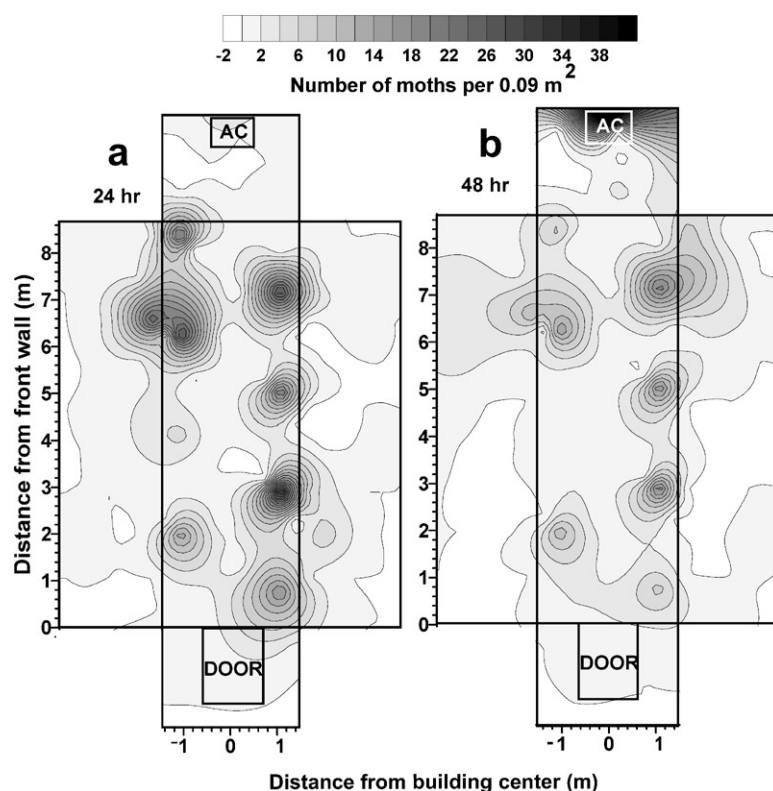 -2 2 6 10 14 18 22 26 30 34 38
Number of moths per 0.09 m2
a
24 hr
AC
b
48 hr
AC
Distance from front wall (m)
8
7
6
5
4
3
2
1
0
8
7
6
5
4
3
2
1
0
DOOR
DOOR
-1 0 1
-1 0 1
Distance from building center (m)